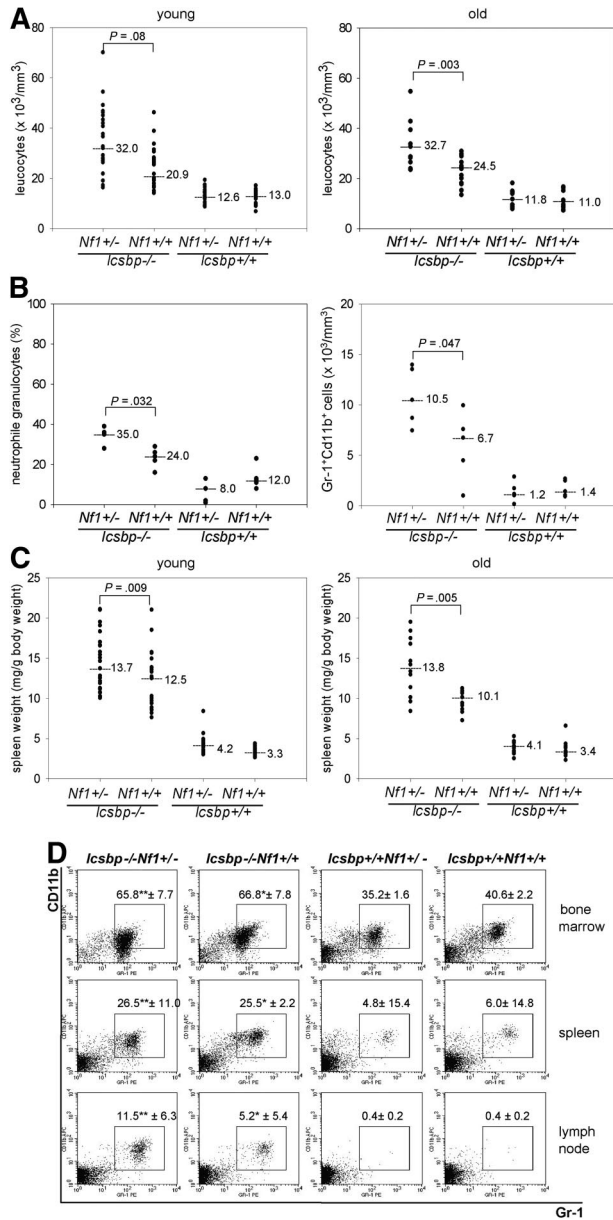 A
young
old
P = .08
P = .003
leucocytes (x 10³/mm³)
80
60
40
20
0
32.0
20.9
12.6
13.0
Nf1+/- Nf1+/+ Nf1+/- Nf1+/+
Icsbp-/- Icsbp+/+
leucocytes (x 10³/mm³)
80
60
40
20
0
32.7
24.5
11.8
11.0
Nf1+/- Nf1+/+ Nf1+/- Nf1+/+
Icsbp-/- Icsbp+/+
B
neutrophile granulocytes (%)
100
80
60
40
20
0
P = .032
35.0
24.0
8.0
12.0
Nf1+/- Nf1+/+ Nf1+/- Nf1+/+
Icsbp-/- Icsbp+/+
Gr-1⁺Cd11b⁺ cells (x 10³/mm³)
20
15
10
5
0
P = .047
10.5
6.7
1.2
1.4
Nf1+/- Nf1+/+ Nf1+/- Nf1+/+
Icsbp-/- Icsbp+/+
C
young
old
spleen weight (mg/g body weight)
25
20
15
10
5
0
P = .009
13.7
12.5
4.2
3.3
Nf1+/- Nf1+/+ Nf1+/- Nf1+/+
Icsbp-/- Icsbp+/+
spleen weight (mg/g body weight)
25
20
15
10
5
0
P = .005
13.8
10.1
4.1
3.4
Nf1+/- Nf1+/+ Nf1+/- Nf1+/+
Icsbp-/- Icsbp+/+
D
Icsbp-/-Nf1+/- Icsbp-/-Nf1+/+ Icsbp+/+Nf1+/- Icsbp+/+Nf1+/+
CD11b
65.8**± 7.7 66.8*± 7.8 35.2± 1.6 40.6± 2.2
bone
marrow
26.5**± 11.0 25.5* ± 2.2 4.8± 15.4 6.0± 14.8
spleen
11.5** ± 6.3 5.2* ± 5.4 0.4± 0.2 0.4 ± 0.2
lymph
node
Gr-1